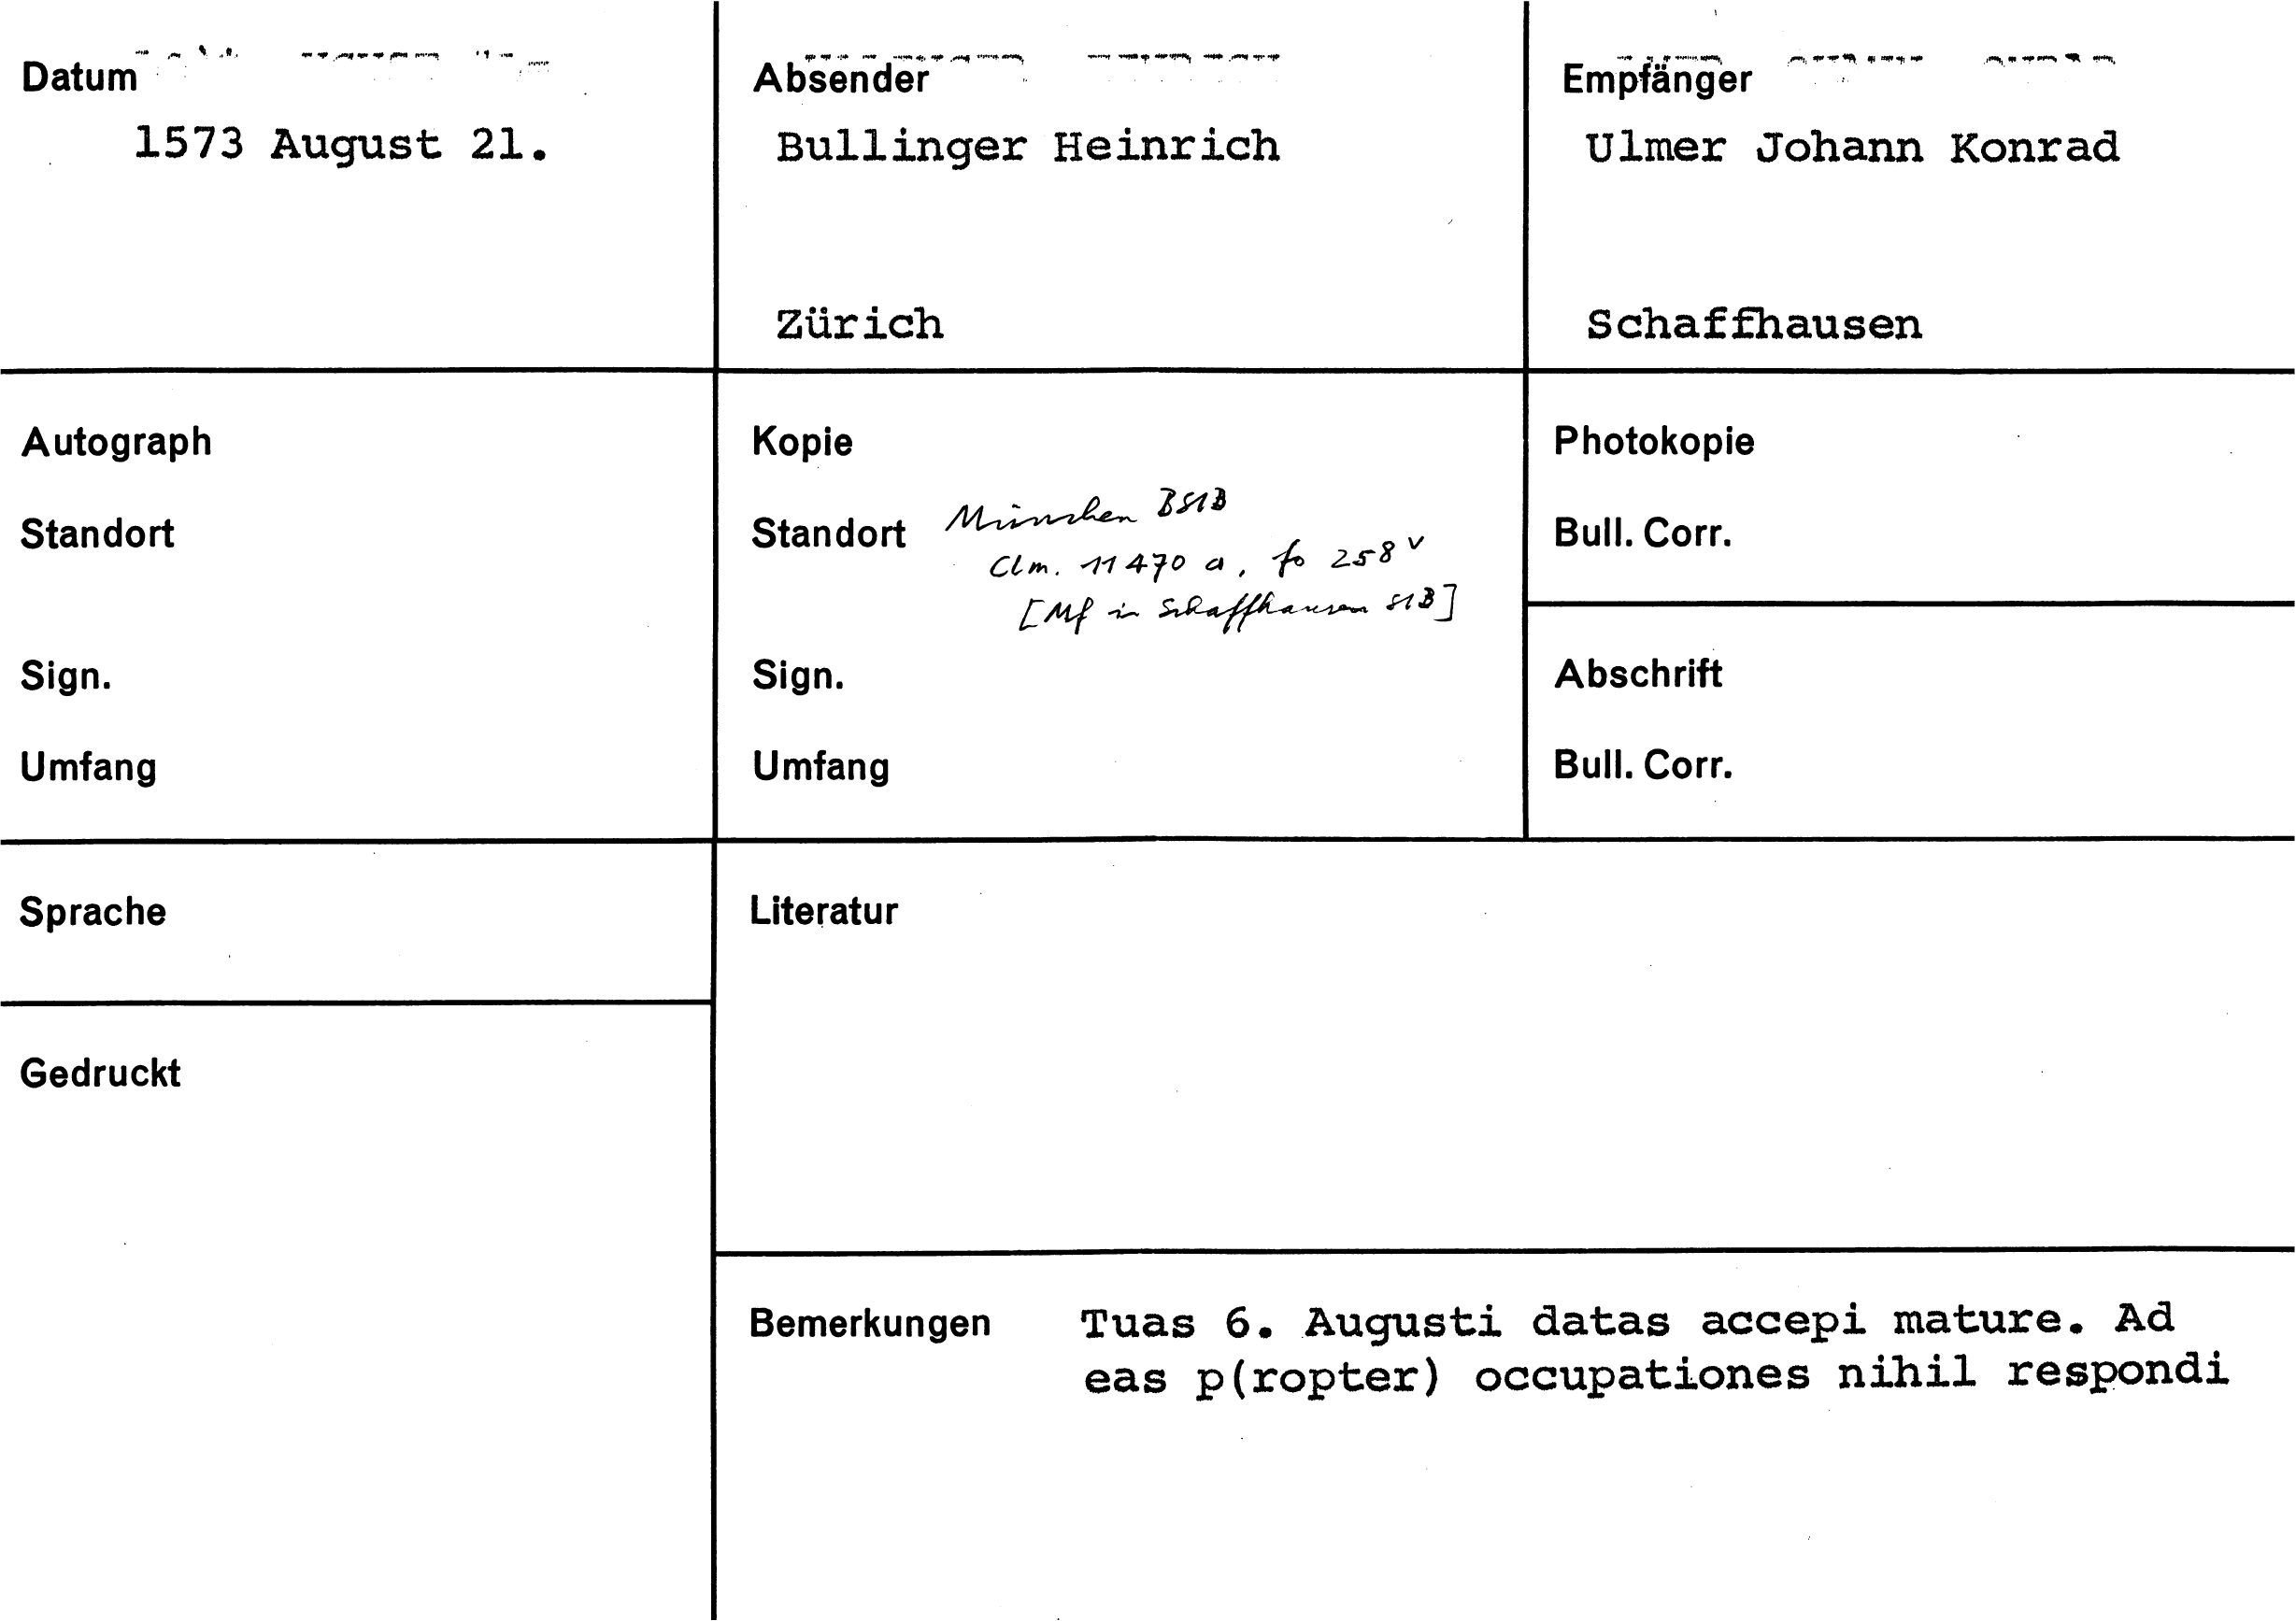 Datum
1573 August 21.
Absender
Bullinger Heinrich
Zürich
Empfänger
Ulmer Johann Konrad
Schaffhausen
Autograph
Standort
Sign.
Umfang
Kopie
Standort München BStB
Clm. 11470 a, fo 258 v
[Mf in Schaffhausen StB]
Sign.
Umfang
Photokopie
Bull. Corr.
Abschrift
Bull. Corr.
Sprache
Gedruckt
Literatur
Bemerkungen Tuas 6. Augusti datas accepi mature. Ad
eas p(ropter) occupationes nihil respondi